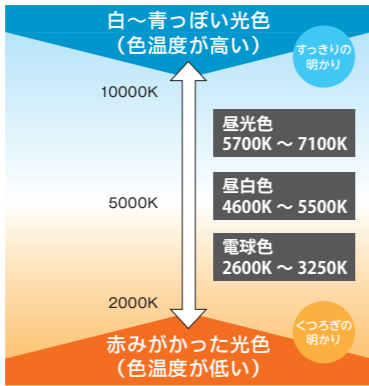 白～青っぽい光色
（色温度が高い）
すっきりの
明かり
10000K
昼光色
5700K ～ 7100K
昼白色
4600K ～ 5500K
5000K
電球色
2600K ～ 3250K
2000K
くつろぎの
明かり
赤みがかった光色
（色温度が低い）